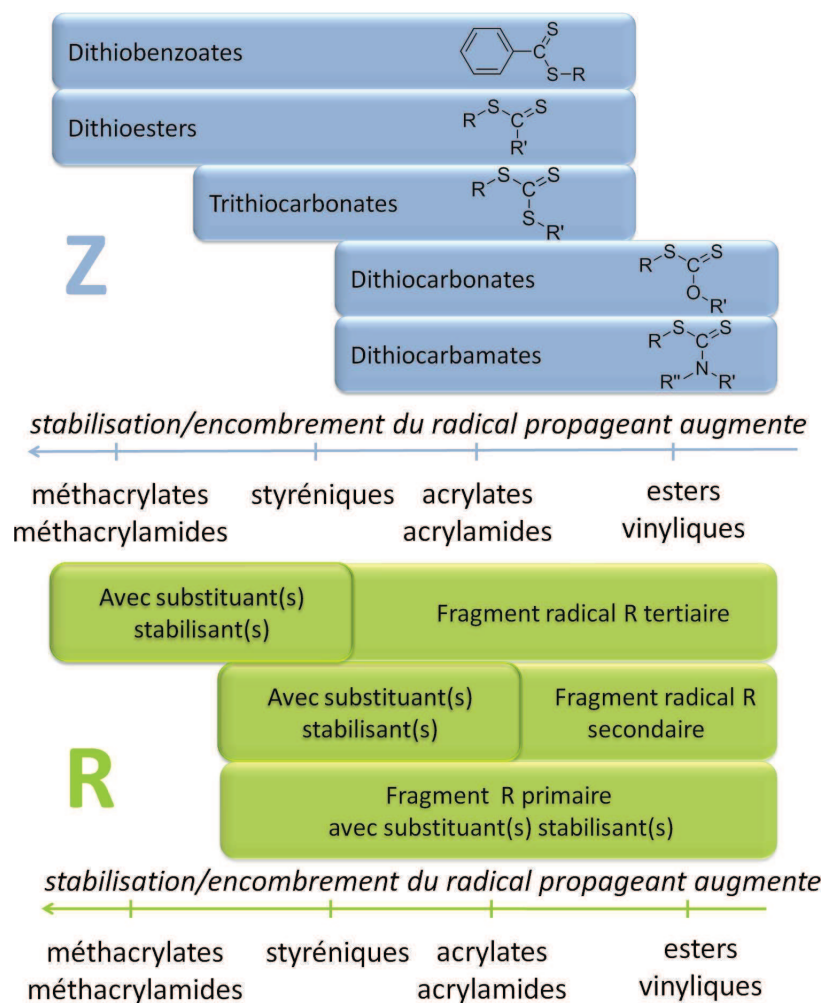 Dithiobenzoates
S
C
S
R
Dithioesters
R
S
C
S
R'
Trithiocarbonates
R
S
C
S
S
R'
Z
Dithiocarbonates
R
S
C
S
O
R'
Dithiocarbamates
R
S
C
S
N
R"
R'
stabilisation/encombrement du radical propageant augmente
méthacrylates
méthacrylamides
styréniques
acrylates
acrylamides
esters
vinyliques
Avec substituant(s)
stabilisant(s)
Fragment radical R tertiaire
Avec substituant(s)
stabilisant(s)
Fragment radical R
secondaire
R
Fragment R primaire
avec substituant(s) stabilisant(s)
stabilisation/encombrement du radical propageant augmente
méthacrylates
méthacrylamides
styréniques
acrylates
acrylamides
esters
vinyliques